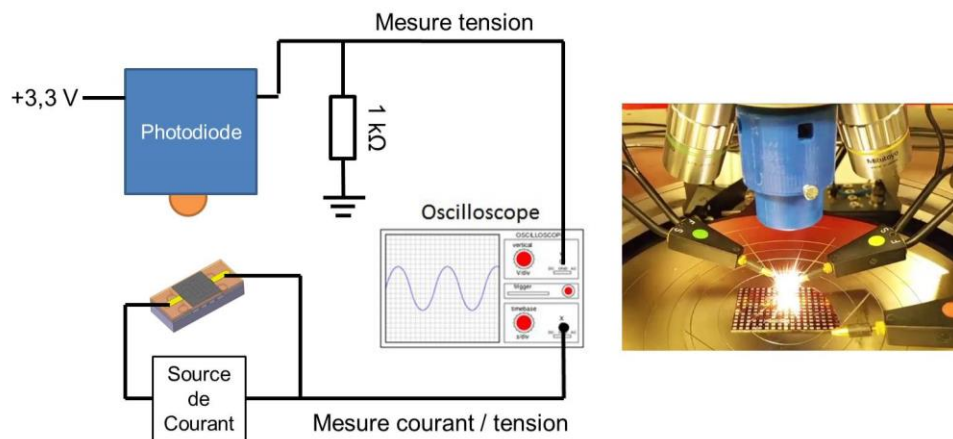 Mesure tension
+3,3 V
Photodiode
1 kΩ
Oscilloscope
OSCILLOSCOPE
vertical
V/div
Y
trigger
timebase
s/div
X
Source
de
Courant
Mesure courant / tension